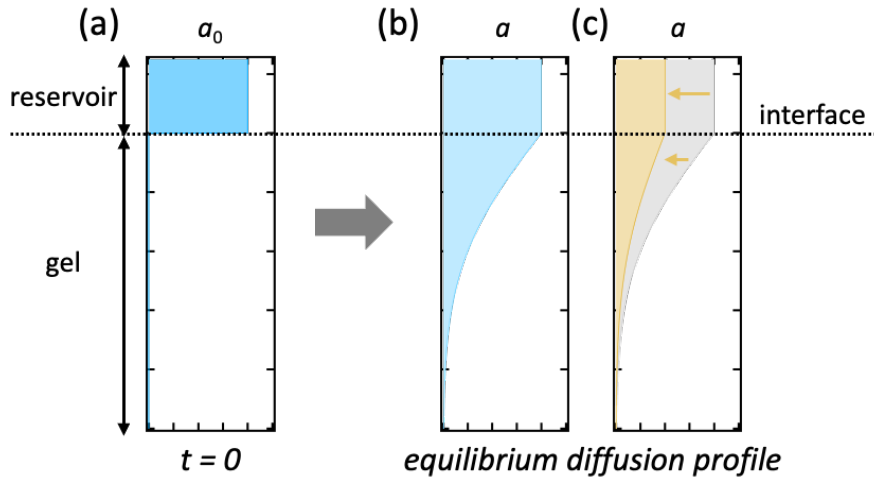 (a)
a₀
(b)
a
(c)
a
reservoir
interface
gel
t = 0
equilibrium diffusion profile